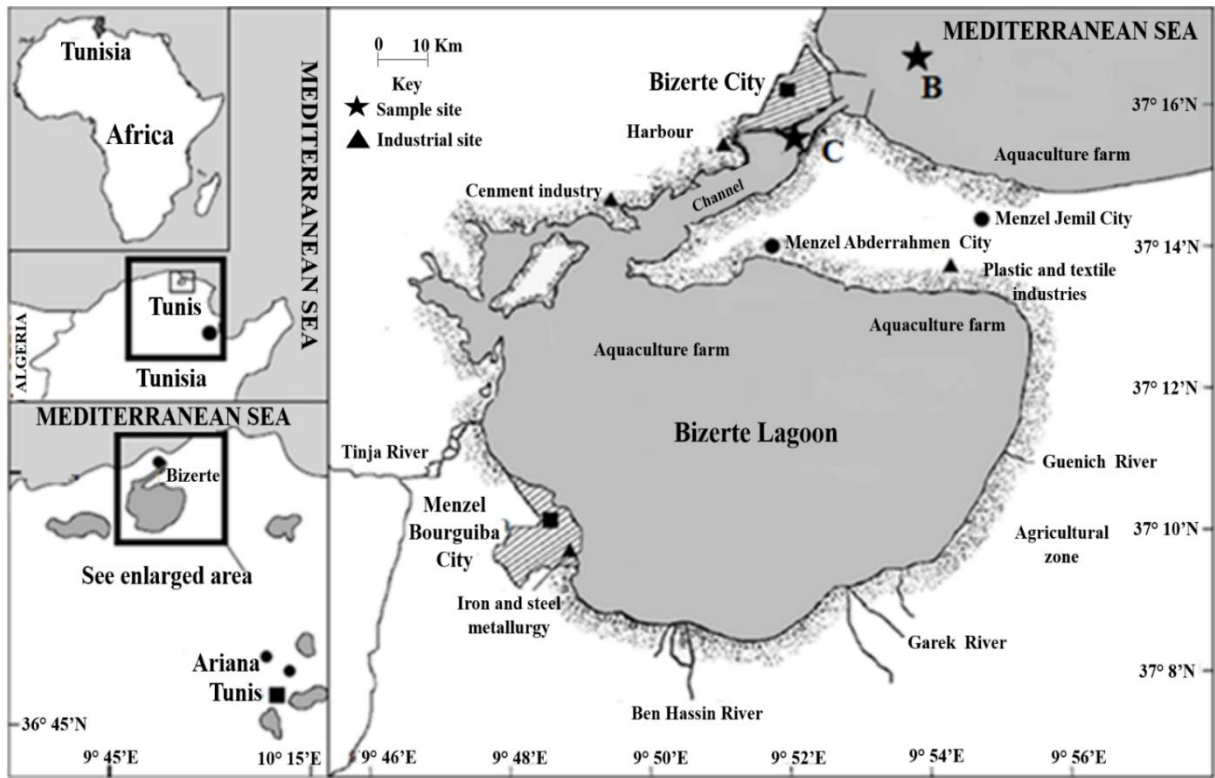 Tunisia
Africa
MEDITERRANEAN SEA
ALGERIA
Tunis
Tunisia
MEDITERRANEAN SEA
Bizerte
See enlarged area
Ariana
Tunis
36° 45'N
9° 45'E
10° 15'E
0 10 Km
Key
Sample site
Industrial site
MEDITERRANEAN SEA
B
Bizerte City
37° 16'N
Harbour
C
Aquaculture farm
Cenment industry
Channel
Menzel Jemil City
Menzel Abderrahmen City
37° 14'N
Plastic and textile
industries
Aquaculture farm
Aquaculture farm
37° 12'N
Bizerte Lagoon
Tinja River
Guenich River
Menzel
Bourguiba
City
37° 10'N
Agricultural
zone
Iron and steel
metallurgy
Garek River
37° 8'N
Ben Hassin River
9° 46'E
9° 48'E
9° 50'E
9° 52'E
9° 54'E
9° 56'E